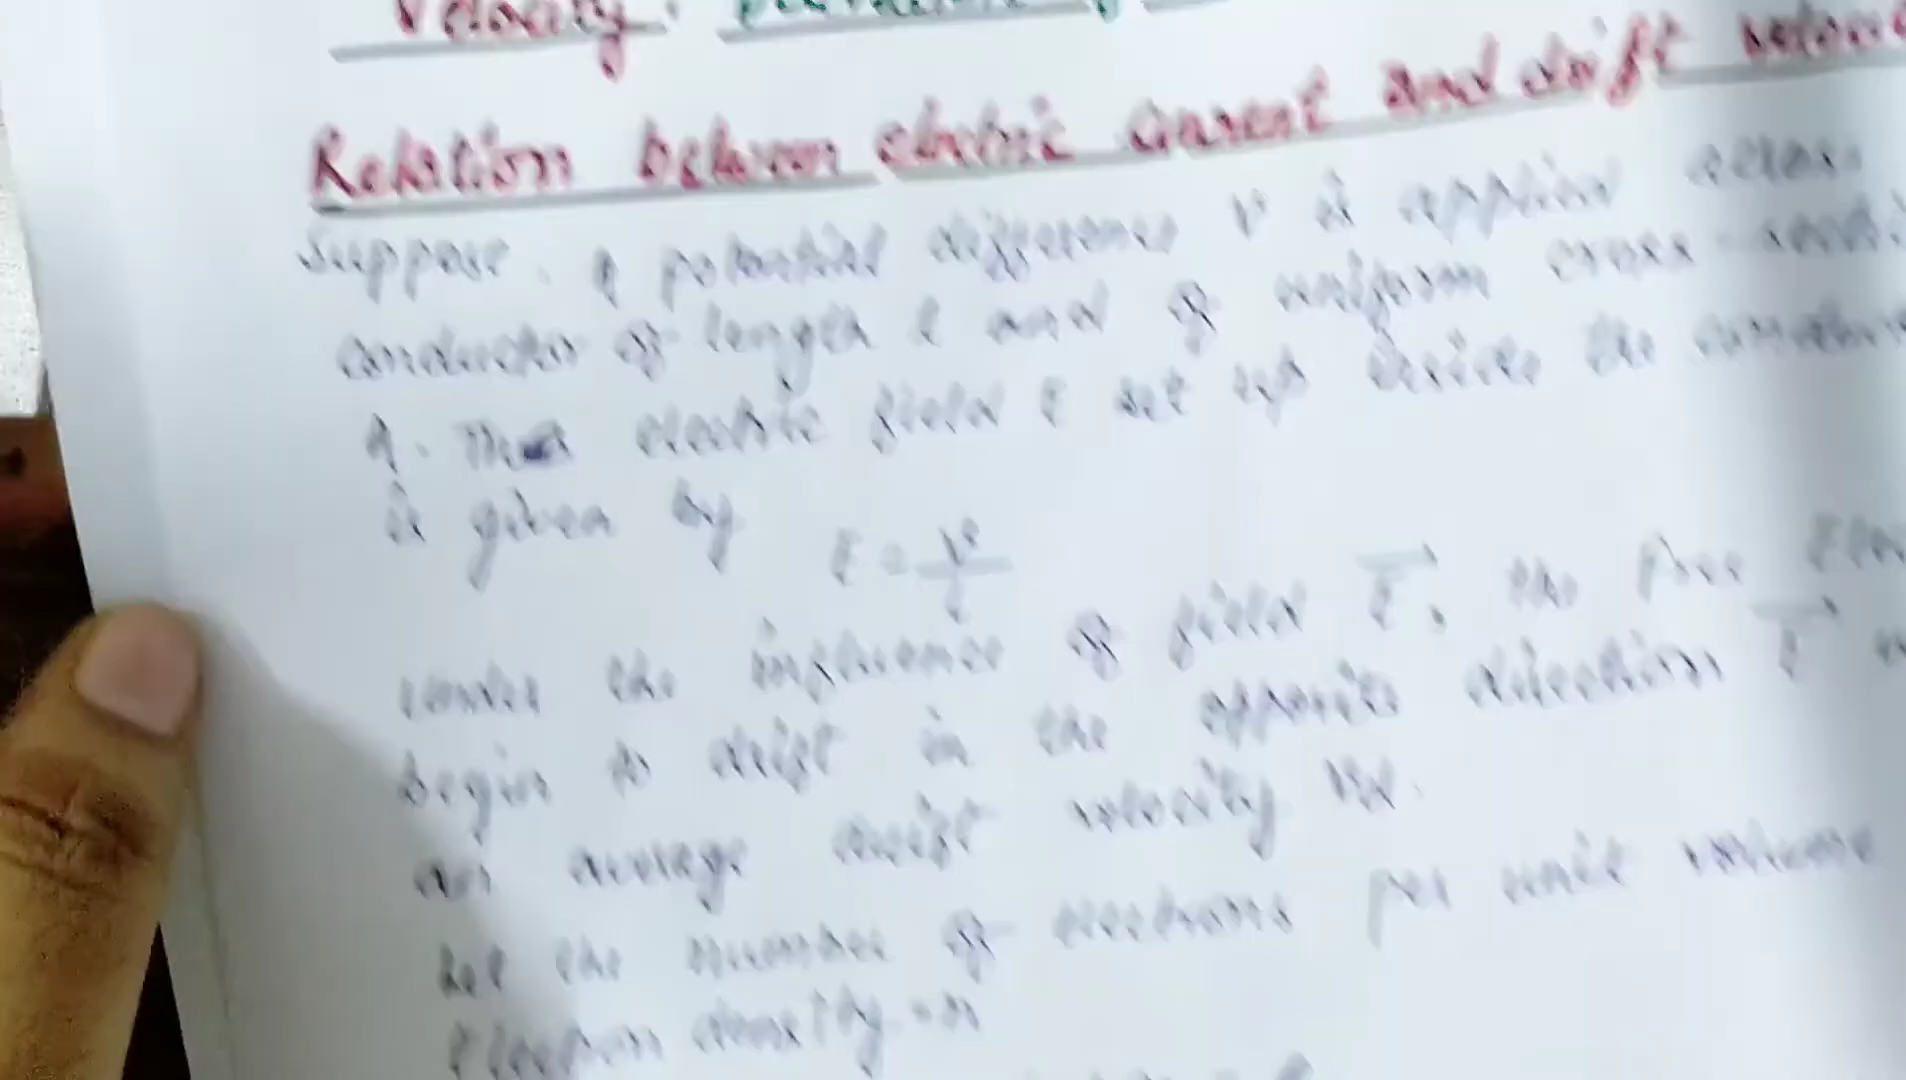 Velocity.
Relation between electric current and drift
Suppose. A potential difference V is applied across
conductor of length l and of uniform cross-
A. The electric field E set up inside the
is given by
E = V/l
under the influence of field E, the free
begin to drift in the opposite direction E
an average drift velocity Vd.
Let the number of electrons per unit volume
Electron density = n